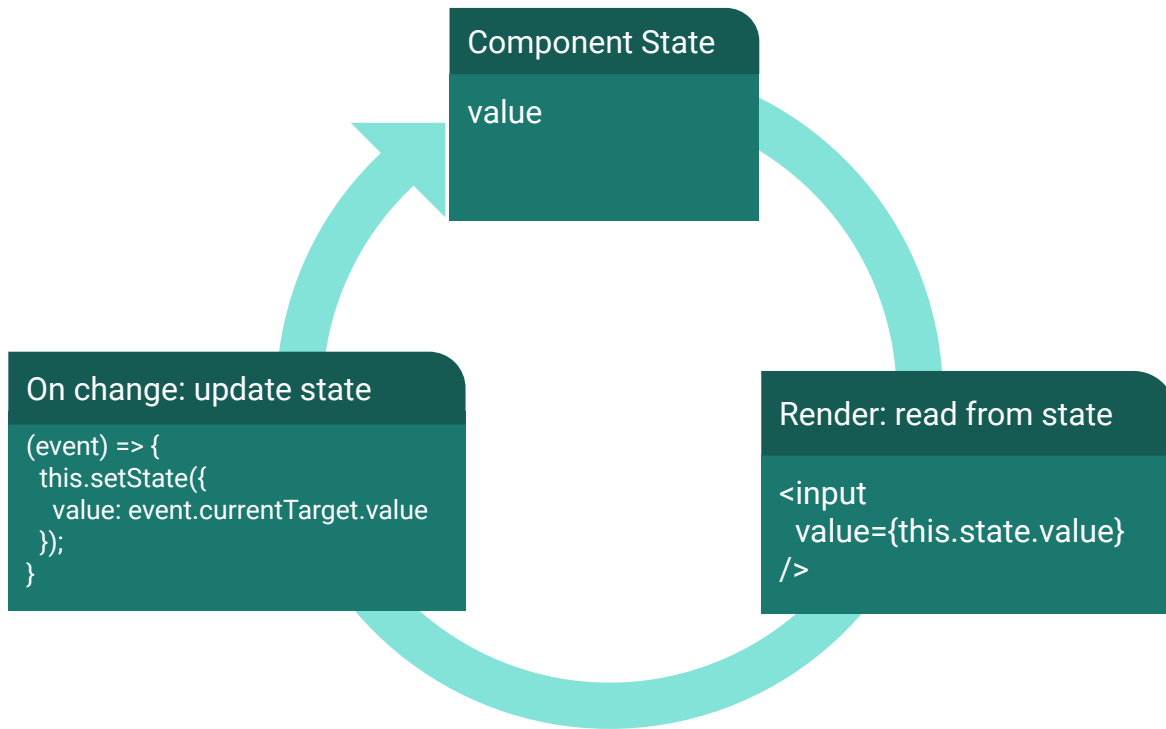 Component State
value
On change: update state
(event) => {
  this.setState({
    value: event.currentTarget.value
  });
}
Render: read from state
<input
  value={this.state.value}
/>